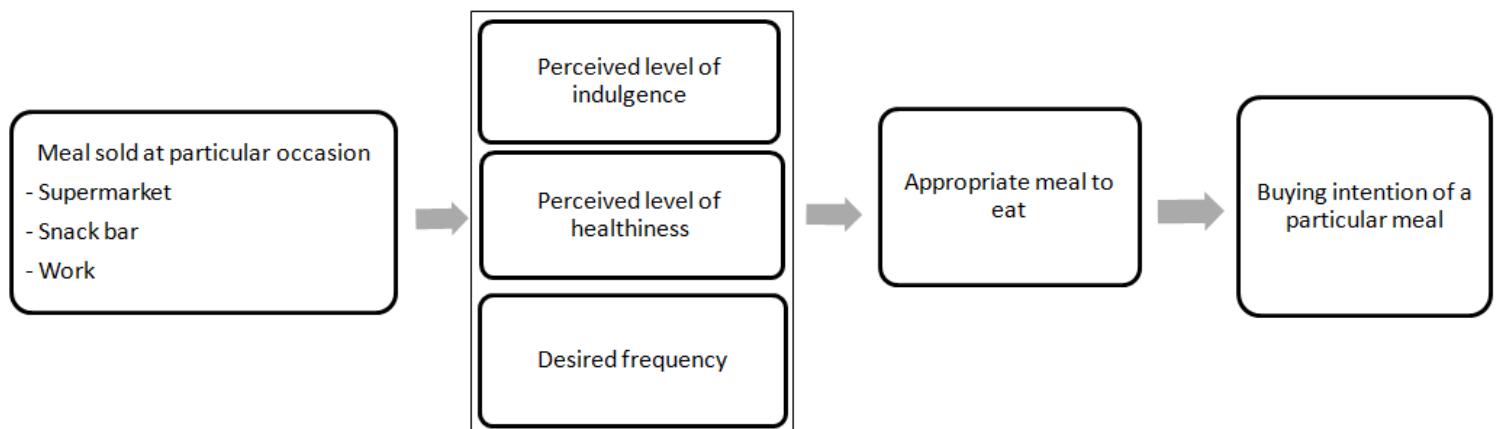 Meal sold at particular occasion
- Supermarket
- Snack bar
- Work
Perceived level of
indulgence
Perceived level of
healthiness
Desired frequency
Appropriate meal to
eat
Buying intention of a
particular meal